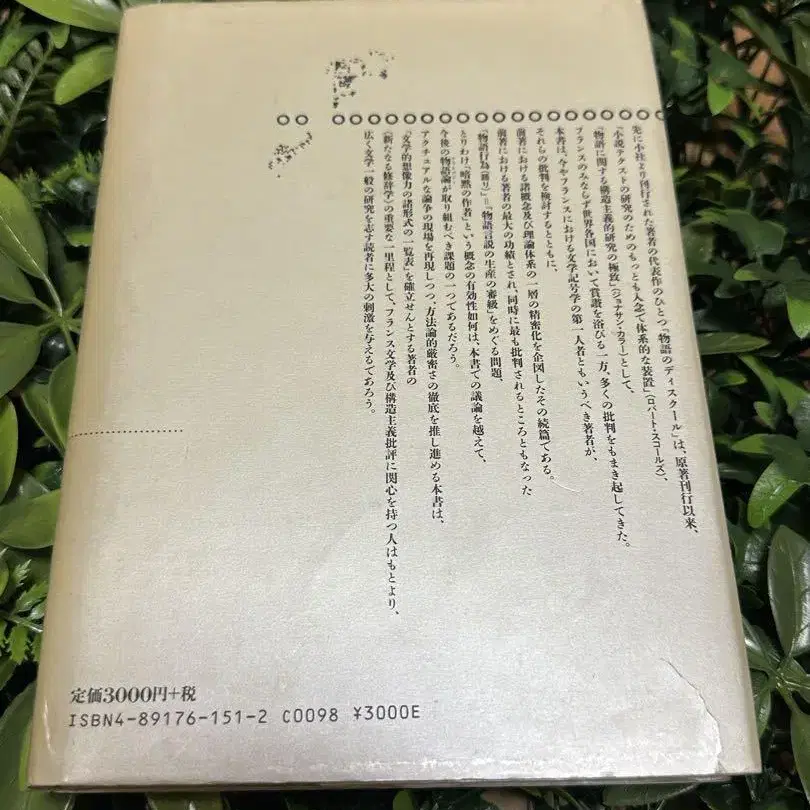 先に小社より刊行された著者の代表作のひとつ『物語のディスクール』は、原著刊行以来、
「小説テクストの研究のためのもっとも入念で体系的な装置」(ロバート・スコールズ)、
「物語に関する構造主義的研究の極致」(ジョナサン・カラー)として、
フランスのみならず世界各国において賞讃を浴びる一方、多くの批判をもまき起してきた。
本書は、今やフランスにおける文学記号学の第一人者ともいうべき著者が、
それらの批判を検討するとともに、
前著における諸概念及び理論体系の一層の精密化を企図したその続篇である。
前著における著者の最大の功績とされ、同時に最も批判されるところともなった
「物語行為(語り)」=「物語言説の生産の審級」をめぐる問題、
とりわけ「暗黙の作者」という概念の有効性如何は、本書での議論を越えて、
今後の物語論が取り組むべき課題の一つであるだろう。
アクチュアルな論争の現場を再現しつつ、方法論的厳密さの徹底を推し進める本書は、
「文学的想像力の諸形式の一覧表」を確立せんとする著者の
〈新たなる修辞学〉の重要な一里程として、フランス文学及び構造主義批評に関心を持つ人はもとより、
広く文学一般の研究を志す読者に多大の刺激を与えるであろう。
定価3000円+税
ISBN4-89176-151-2 C0098 ¥3000E